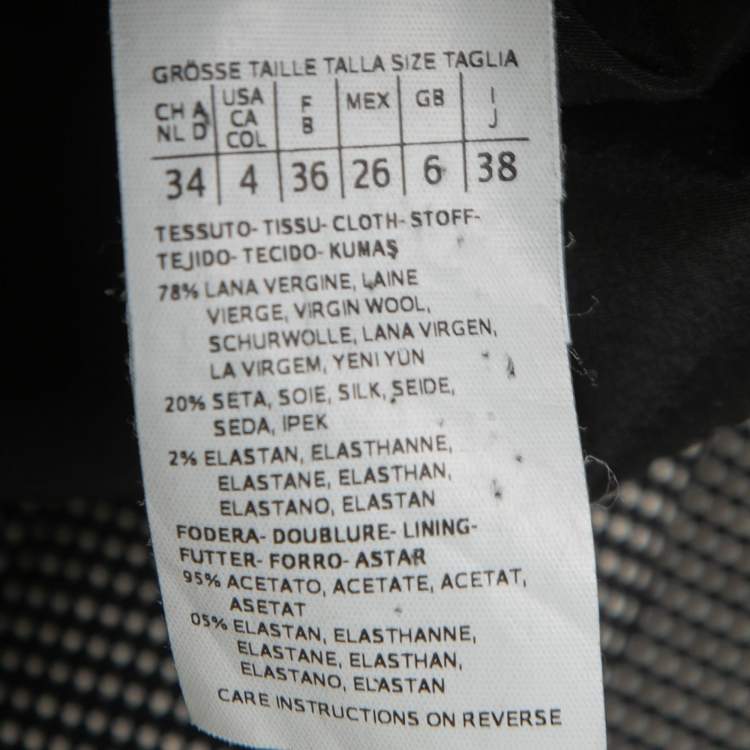 GRÖSSE TAILLE TALLA SIZE TAGLIA
CH A USA F MEX GB I
NL D CA B J
COL
34 4 36 26 6 38
TESSUTO- TISSU- CLOTH- STOFF-
TEJIDO- TECIDO- KUMAŞ
78% LANA VERGINE, LAINE
VIERGE, VIRGIN WOOL,
SCHURWOLLE, LANA VIRGEN,
LA VIRGEM, YENI YÜN
20% SETA, SOIE, SILK, SEIDE,
SEDA, IPEK
2% ELASTAN, ELASTHANNE,
ELASTANE, ELASTHAN,
ELASTANO, ELASTAN
FODERA- DOUBLURE- LINING-
FUTTER- FORRO- ASTAR
95% ACETATO, ACETATE, ACETAT,
ASETAT
05% ELASTAN, ELASTHANNE,
ELASTANE, ELASTHAN,
ELASTANO, ELASTAN
CARE INSTRUCTIONS ON REVERSE